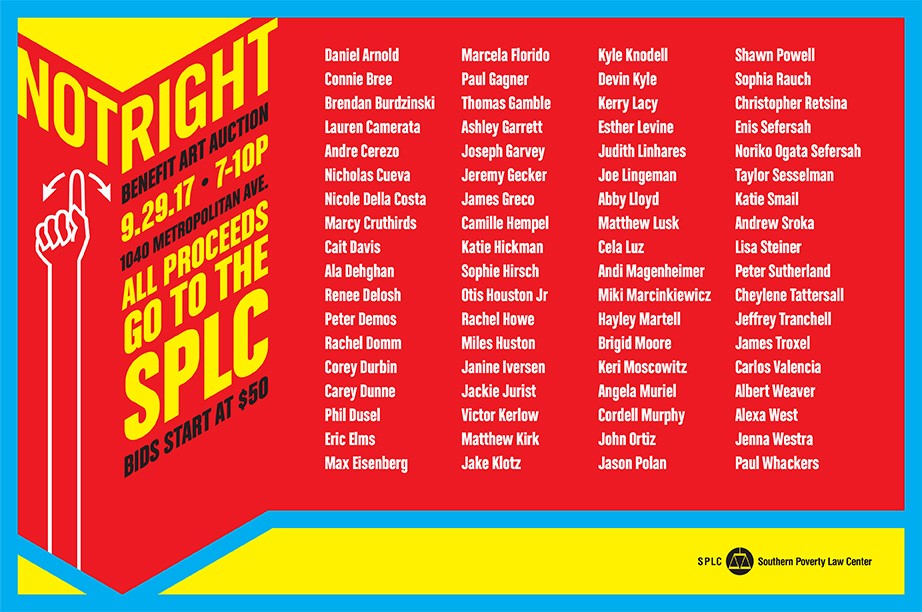 NOTRIGHT
BENEFIT ART AUCTION
9.29.17 • 7-10P
1040 METROPOLITAN AVE.
ALL PROCEEDS
GO TO THE
SPLC
BIDS START AT $50
Daniel Arnold
Connie Bree
Brendan Burdzinski
Lauren Camerata
Andre Cerezo
Nicholas Cueva
Nicole Della Costa
Marcy Cruthirds
Cait Davis
Ala Dehghan
Renee Delosh
Peter Demos
Rachel Domm
Corey Durbin
Carey Dunne
Phil Dusel
Eric Elms
Max Eisenberg
Marcela Florido
Paul Gagner
Thomas Gamble
Ashley Garrett
Joseph Garvey
Jeremy Gecker
James Greco
Camille Hempel
Katie Hickman
Sophie Hirsch
Otis Houston Jr
Rachel Howe
Miles Huston
Janine Iversen
Jackie Jurist
Victor Kerlow
Matthew Kirk
Jake Klotz
Kyle Knodell
Devin Kyle
Kerry Lacy
Esther Levine
Judith Linhares
Joe Lingeman
Abby Lloyd
Matthew Lusk
Cela Luz
Andi Magenheimer
Miki Marcinkiewicz
Hayley Martell
Brigid Moore
Keri Moscowitz
Angela Muriel
Cordell Murphy
John Ortiz
Jason Polan
Shawn Powell
Sophia Rauch
Christopher Retsina
Enis Sefersah
Noriko Ogata Sefersah
Taylor Sesselman
Katie Smail
Andrew Sroka
Lisa Steiner
Peter Sutherland
Cheylene Tattersall
Jeffrey Tranchell
James Troxel
Carlos Valencia
Albert Weaver
Alexa West
Jenna Westra
Paul Whackers
SPLC Southern Poverty Law Center